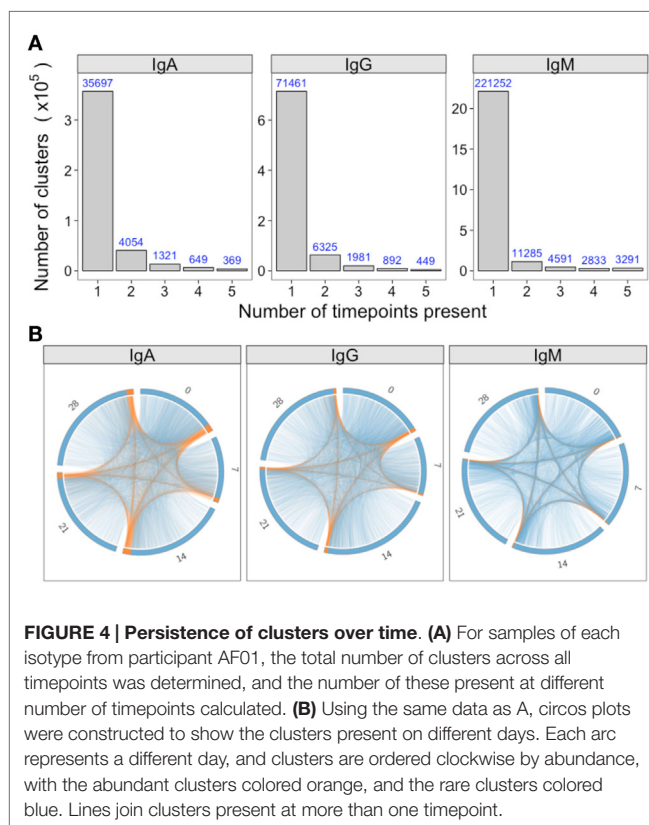 A
IgA IgG IgM
Number of clusters ( x10⁵)
35697 71461 221252
4054 1321 649 369
6325 1981 892 449
11285 4591 2833 3291
3 2 1 0
6 4 2 0
20 15 10 5 0
1 2 3 4 5 1 2 3 4 5 1 2 3 4 5
Number of timepoints present
B
IgA IgG IgM
0 7 14 21 28
0 7 14 21 28
0 7 14 21 28
FIGURE 4 | Persistence of clusters over time. (A) For samples of each
isotype from participant AF01, the total number of clusters across all
timepoints was determined, and the number of these present at different
number of timepoints calculated. (B) Using the same data as A, circos plots
were constructed to show the clusters present on different days. Each arc
represents a different day, and clusters are ordered clockwise by abundance,
with the abundant clusters colored orange, and the rare clusters colored
blue. Lines join clusters present at more than one timepoint.